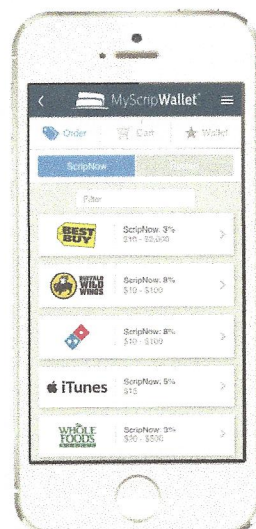 MyScripWallet®
Order Cart Wallet
ScripNow
Filter
BEST BUY
ScripNow: 3%
BUFFALO WILD WINGS
ScripNow: 8%
$10 - $100
ScripNow: 8%
$10 - $100
iTunes
ScripNow: 5%
$15
WHOLE FOODS MARKET
ScripNow: 3%